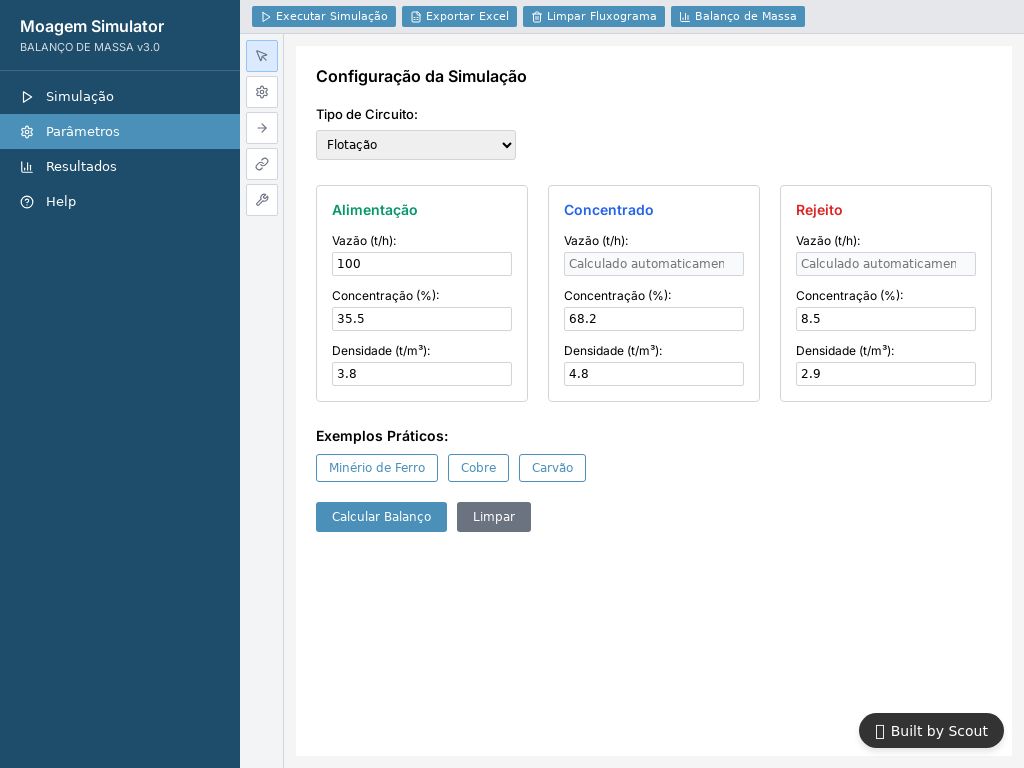 Moagem Simulator
BALANÇO DE MASSA v3.0
Simulação
Parâmetros
Resultados
Help
Executar Simulação
Exportar Excel
Limpar Fluxograma
Balanço de Massa
Configuração da Simulação
Tipo de Circuito:
Flotação
Alimentação
Vazão (t/h):
100
Concentração (%):
35.5
Densidade (t/m³):
3.8
Concentrado
Vazão (t/h):
Calculado automaticamen
Concentração (%):
68.2
Densidade (t/m³):
4.8
Rejeito
Vazão (t/h):
Calculado automaticamen
Concentração (%):
8.5
Densidade (t/m³):
2.9
Exemplos Práticos:
Minério de Ferro
Cobre
Carvão
Calcular Balanço
Limpar
Built by Scout